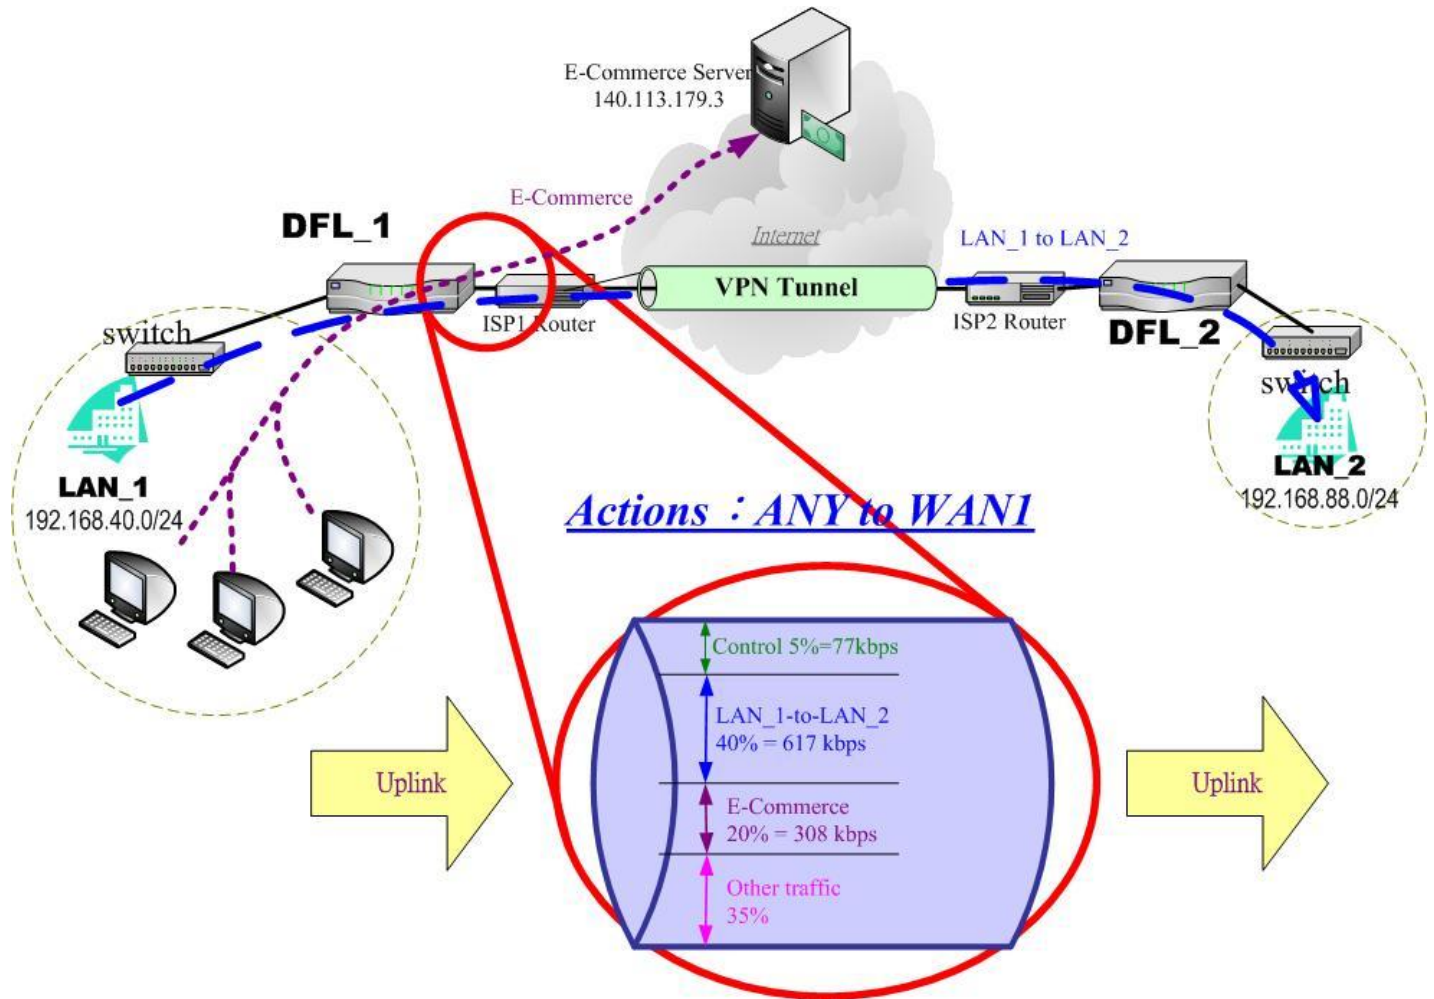 E-Commerce Server
140.113.179.3
E-Commerce
DFL_1
Internet
LAN_1 to LAN_2
VPN Tunnel
ISP1 Router
ISP2 Router
DFL_2
switch
switch
LAN_1
192.168.40.0/24
LAN_2
192.168.88.0/24
Actions：ANY to WAN1
Control 5%=77kbps
LAN_1-to-LAN_2
40% = 617 kbps
E-Commerce
20% = 308 kbps
Other traffic
35%
Uplink
Uplink